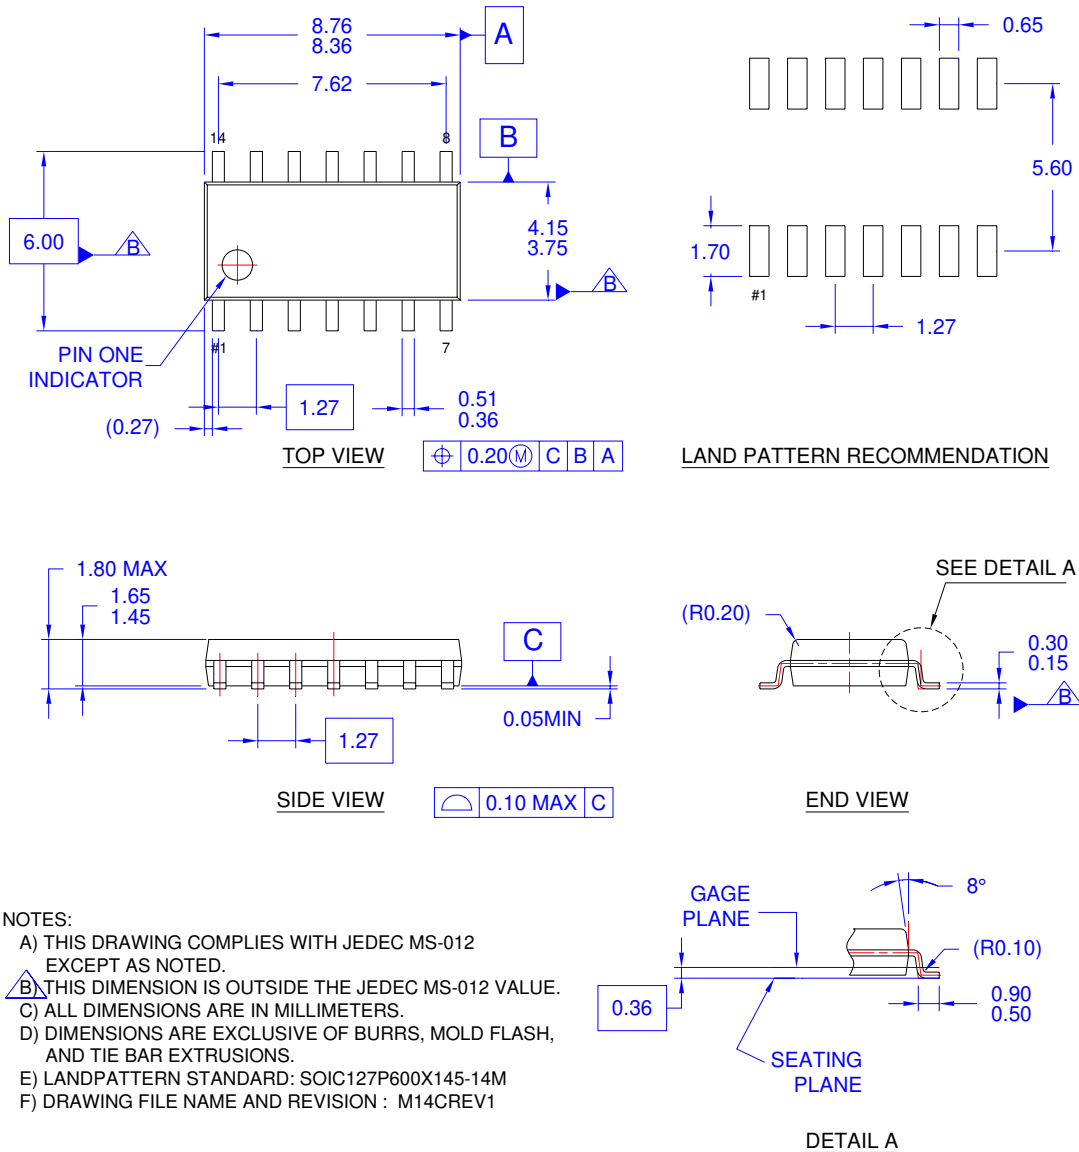 8.76
8.36
A
7.62
14
8
B
6.00
B
4.15
3.75
B
PIN ONE
INDICATOR
#1
7
1.27
0.51
0.36
(0.27)
TOP VIEW
0.20 M C B A
0.65
5.60
1.70
#1
1.27
LAND PATTERN RECOMMENDATION
1.80 MAX
1.65
1.45
C
0.05MIN
1.27
SIDE VIEW
0.10 MAX C
SEE DETAIL A
(R0.20)
0.30
0.15
B
END VIEW
NOTES:
A) THIS DRAWING COMPLIES WITH JEDEC MS-012
EXCEPT AS NOTED.
B) THIS DIMENSION IS OUTSIDE THE JEDEC MS-012 VALUE.
C) ALL DIMENSIONS ARE IN MILLIMETERS.
D) DIMENSIONS ARE EXCLUSIVE OF BURRS, MOLD FLASH,
AND TIE BAR EXTRUSIONS.
E) LANDPATTERN STANDARD: SOIC127P600X145-14M
F) DRAWING FILE NAME AND REVISION : M14CREV1
GAGE
PLANE
8°
(R0.10)
0.36
0.90
0.50
SEATING
PLANE
DETAIL A